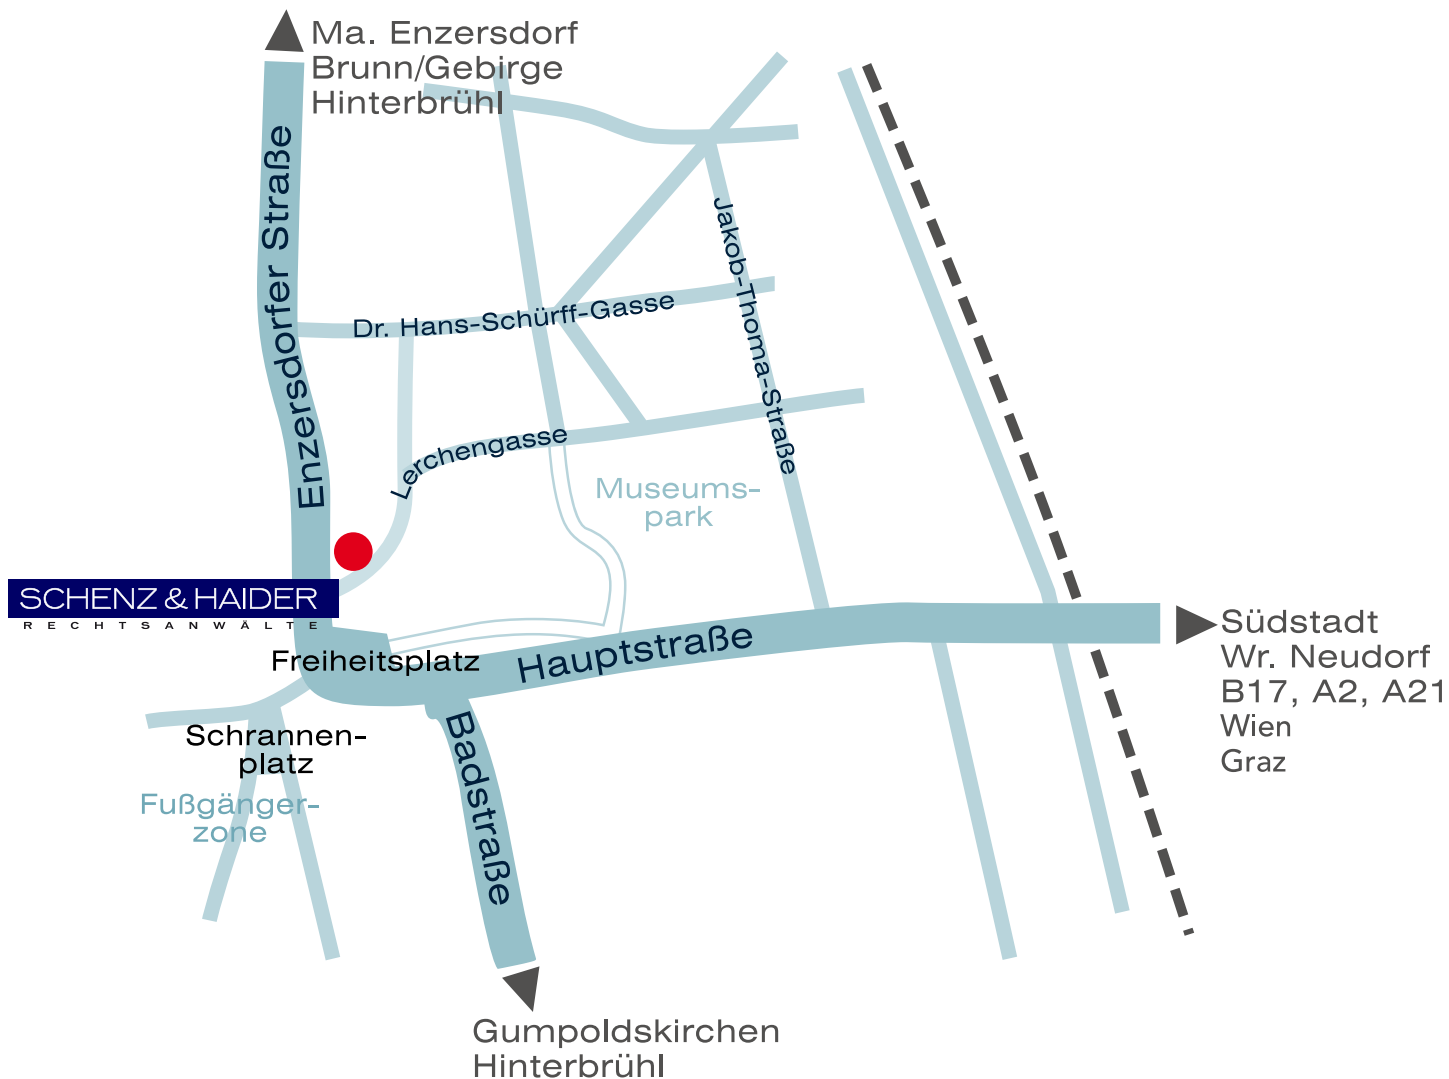 Ma. Enzersdorf
Brunn/Gebirge
Hinterbrühl
Enzersdorfer Straße
Jakob-Thoma-Straße
Dr. Hans-Schürff-Gasse
Lerchengasse
Museums-
park
SCHENZ & HAIDER
RECHTSANWÄLTE
Freiheitsplatz
Hauptstraße
Südstadt
Wr. Neudorf
B17, A2, A21
Wien
Graz
Schrannen-
platz
Badstraße
Fußgänger-
zone
Gumpoldskirchen
Hinterbrühl